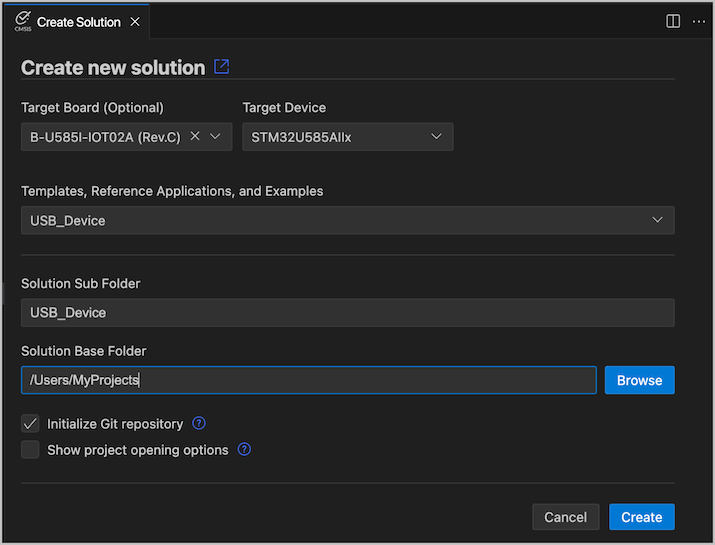 CMSIS Create Solution
Create new solution
Target Board (Optional) Target Device
B-U585I-IOT02A (Rev.C) STM32U585AIIx
Templates, Reference Applications, and Examples
USB_Device
Solution Sub Folder
USB_Device
Solution Base Folder
/Users/MyProjects Browse
Initialize Git repository ?
Show project opening options ?
Cancel Create